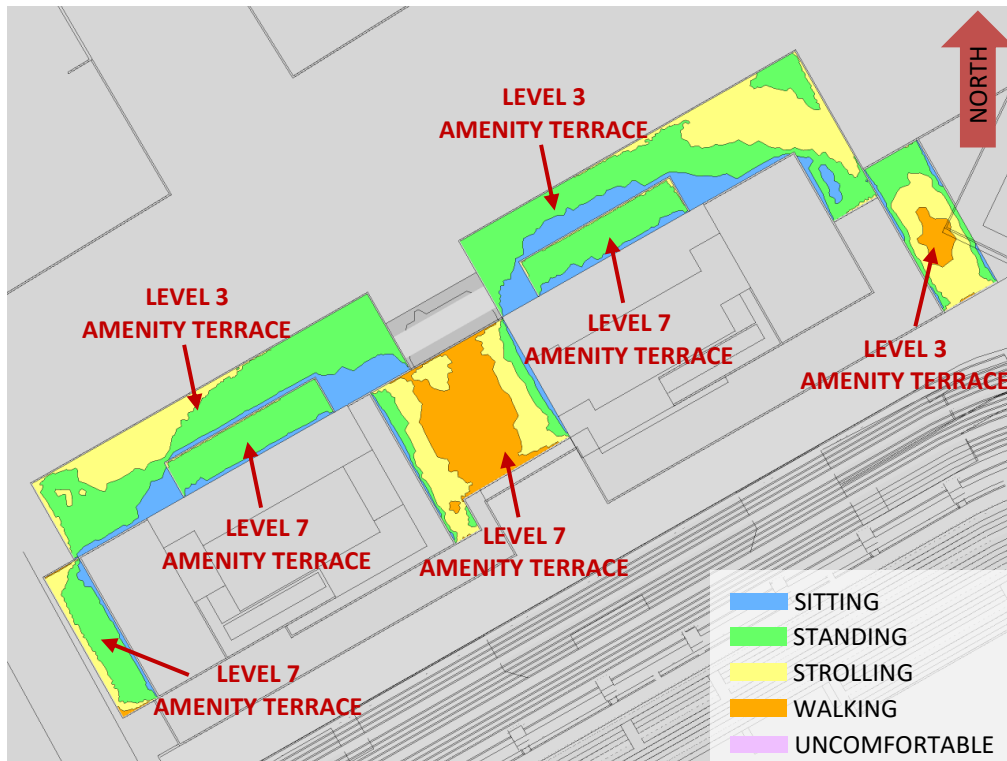 NORTH
LEVEL 3
AMENITY TERRACE
LEVEL 3
AMENITY TERRACE
LEVEL 7
AMENITY TERRACE
LEVEL 3
AMENITY TERRACE
LEVEL 7
AMENITY TERRACE
LEVEL 7
AMENITY TERRACE
LEVEL 7
AMENITY TERRACE
SITTING
STANDING
STROLLING
WALKING
UNCOMFORTABLE